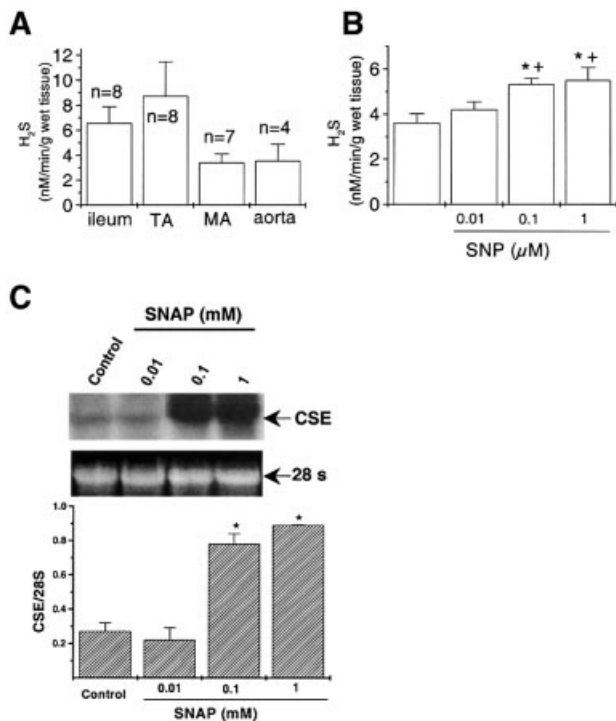 A
H₂S
(nM/min/g wet tissue)
12
10
8
6
4
2
0
n=8
n=8
n=7
n=4
ileum TA MA aorta
B
H₂S
(nM/min/g wet tissue)
6
4
2
0
*+
*+
0.01 0.1 1
SNP (µM)
C
SNAP (mM)
Control 0.01 0.1 1
CSE
28 s
CSE/28S
1.0
0.8
0.6
0.4
0.2
*
*
Control 0.01 0.1 1
SNAP (mM)